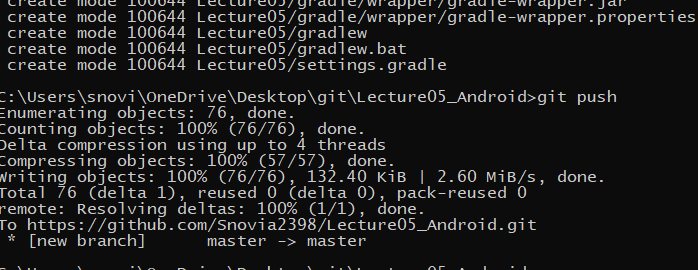 create mode 100644 Lecture05/gradle/wrapper/gradle-wrapper.jar
create mode 100644 Lecture05/gradle/wrapper/gradle-wrapper.properties
create mode 100644 Lecture05/gradlew
create mode 100644 Lecture05/gradlew.bat
create mode 100644 Lecture05/settings.gradle
C:\Users\snovi\OneDrive\Desktop\git\Lecture05_Android>git push
Enumerating objects: 76, done.
Counting objects: 100% (76/76), done.
Delta compression using up to 4 threads
Compressing objects: 100% (57/57), done.
Writing objects: 100% (76/76), 132.40 KiB | 2.60 MiB/s, done.
Total 76 (delta 1), reused 0 (delta 0), pack-reused 0
remote: Resolving deltas: 100% (1/1), done.
To https://github.com/Snovia2398/Lecture05_Android.git
* [new branch] master -> master